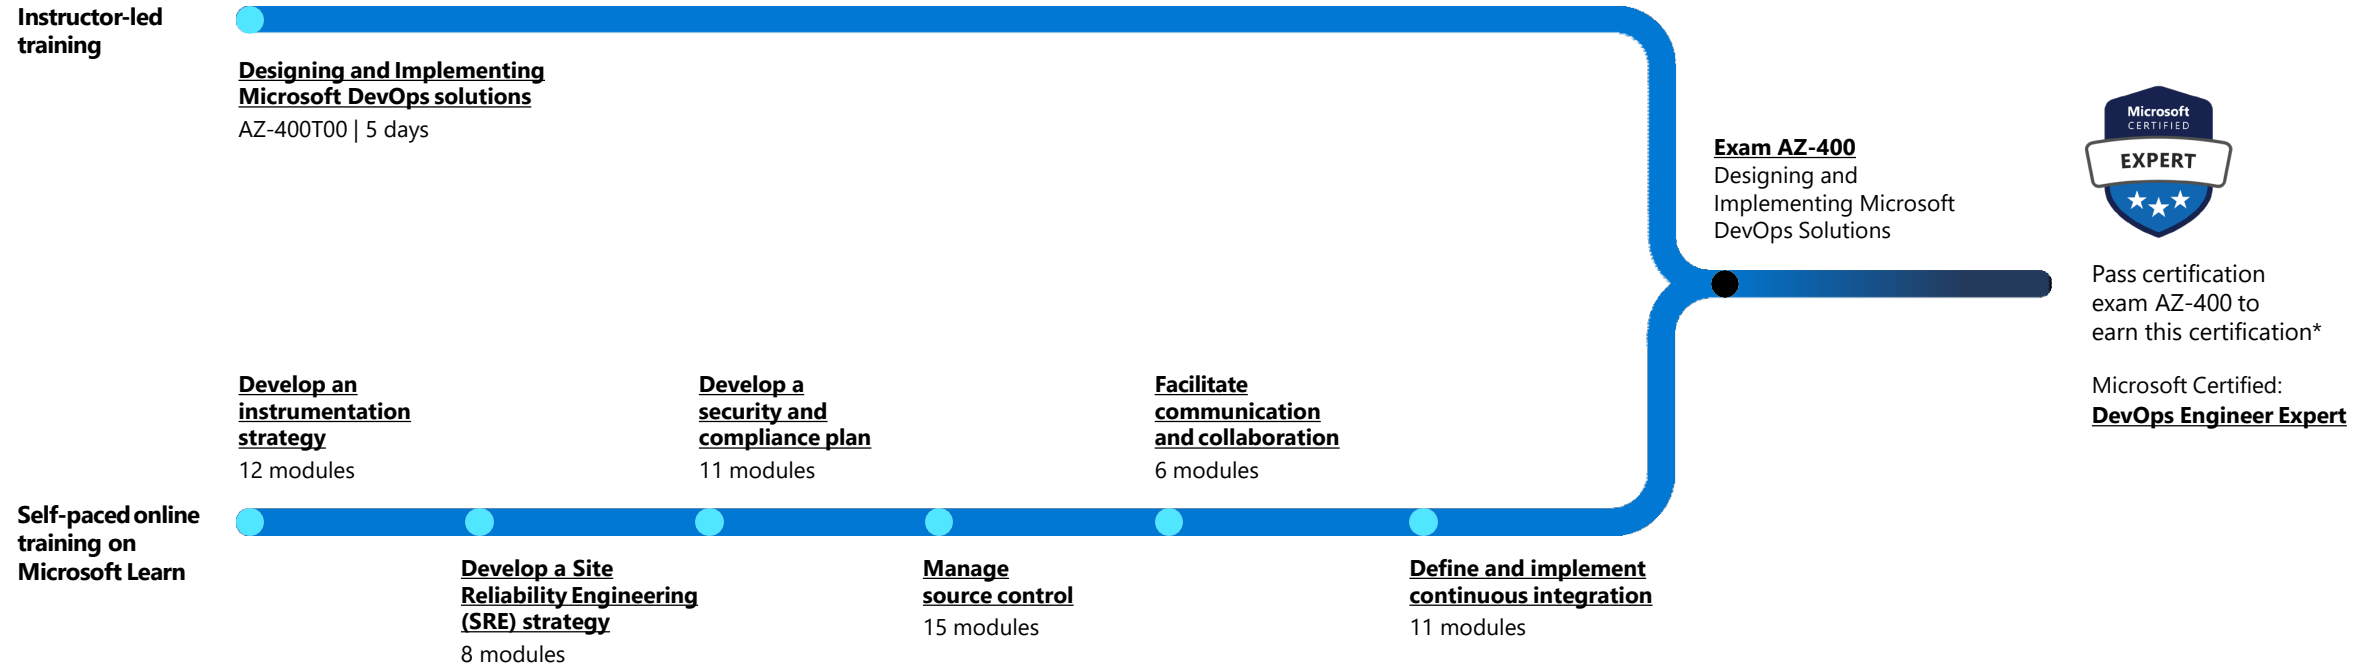 Instructor-led
training
Designing and Implementing
Microsoft DevOps solutions
AZ-400T00 | 5 days
Exam AZ-400
Designing and
Implementing Microsoft
DevOps Solutions
Microsoft
CERTIFIED
EXPERT
Pass certification
exam AZ-400 to
earn this certification*
Microsoft Certified:
DevOps Engineer Expert
Self-paced online
training on
Microsoft Learn
Develop an
instrumentation
strategy
12 modules
Develop a Site
Reliability Engineering
(SRE) strategy
8 modules
Develop a
security and
compliance plan
11 modules
Manage
source control
15 modules
Facilitate
communication
and collaboration
6 modules
Define and implement
continuous integration
11 modules